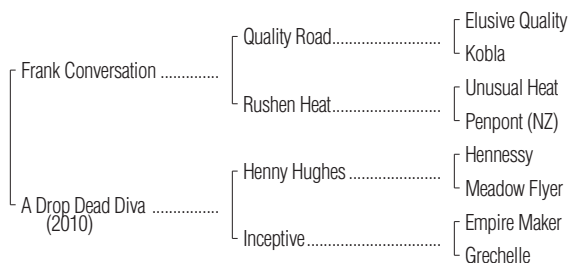 Elusive Quality
Quality Road
Kobla
Frank Conversation
Unusual Heat
Rushen Heat
Penpont (NZ)
Hennessy
Henny Hughes
Meadow Flyer
A Drop Dead Diva
(2010)
Empire Maker
Inceptive
Grechelle